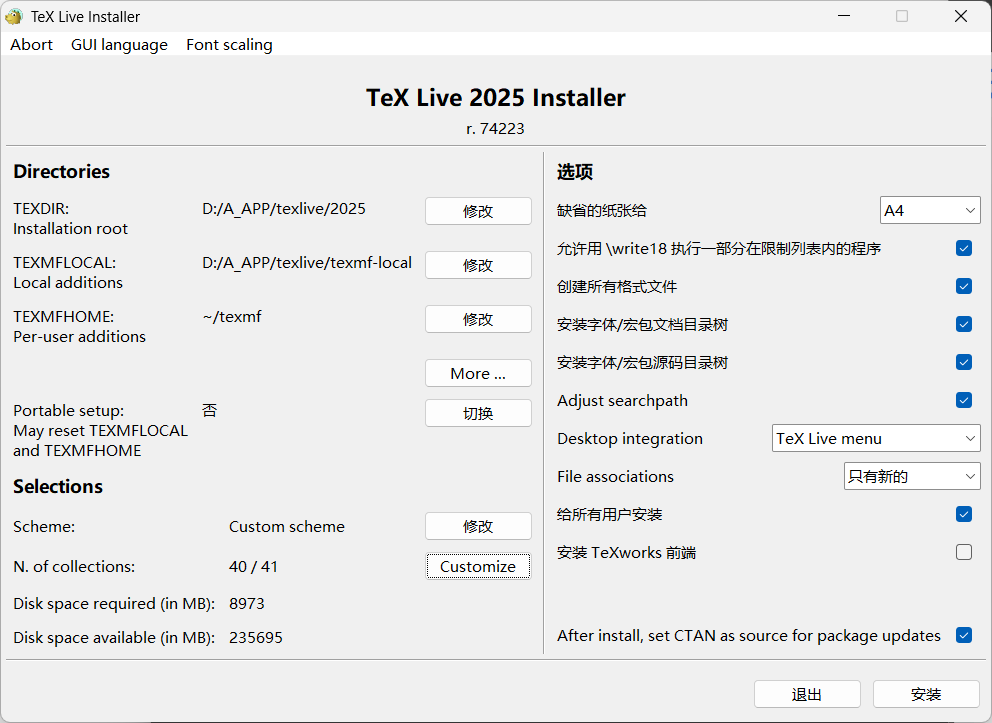 TeX Live Installer
Abort GUI language Font scaling
TeX Live 2025 Installer
r. 74223
Directories
TEXDIR: D:/A_APP/texlive/2025 修改
Installation root
TEXMFLOCAL: D:/A_APP/texlive/texmf-local 修改
Local additions
TEXMFHOME: ~/texmf 修改
Per-user additions
More ...
Portable setup: 否 切换
May reset TEXMFLOCAL
and TEXMFHOME
Selections
Scheme: Custom scheme 修改
N. of collections: 40 / 41 Customize
Disk space required (in MB): 8973
Disk space available (in MB): 235695
选项
缺省的纸张给 A4
允许用 \write18 执行一部分在限制列表内的程序
创建所有格式文件
安装字体/宏包文档目录树
安装字体/宏包源码目录树
Adjust searchpath
Desktop integration TeX Live menu
File associations 只有新的
给所有用户安装
安装 TeXworks 前端
After install, set CTAN as source for package updates
退出 安装